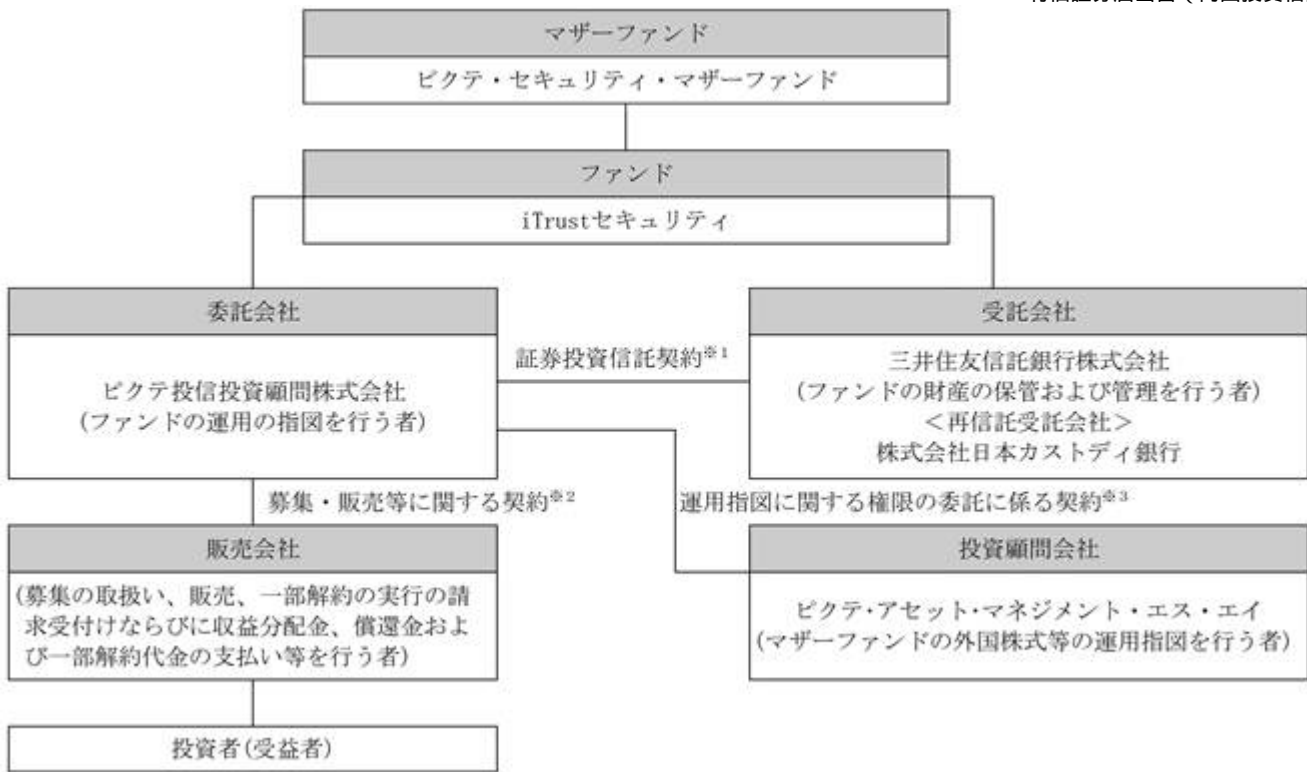 マザーファンド
ピクテ・セキュリティ・マザーファンド
ファンド
iTrustセキュリティ
委託会社
ピクテ投信投資顧問株式会社
(ファンドの運用の指図を行う者)
証券投資信託契約※1
受託会社
三井住友信託銀行株式会社
(ファンドの財産の保管および管理を行う者)
＜再信託受託会社＞
株式会社日本カストディ銀行
募集・販売等に関する契約※2
運用指図に関する権限の委託に係る契約※3
販売会社
(募集の取扱い、販売、一部解約の実行の請
求受付けならびに収益分配金、償還金およ
び一部解約代金の支払い等を行う者)
投資顧問会社
ピクテ・アセット・マネジメント・エス・エイ
(マザーファンドの外国株式等の運用指図を行う者)
投資者(受益者)